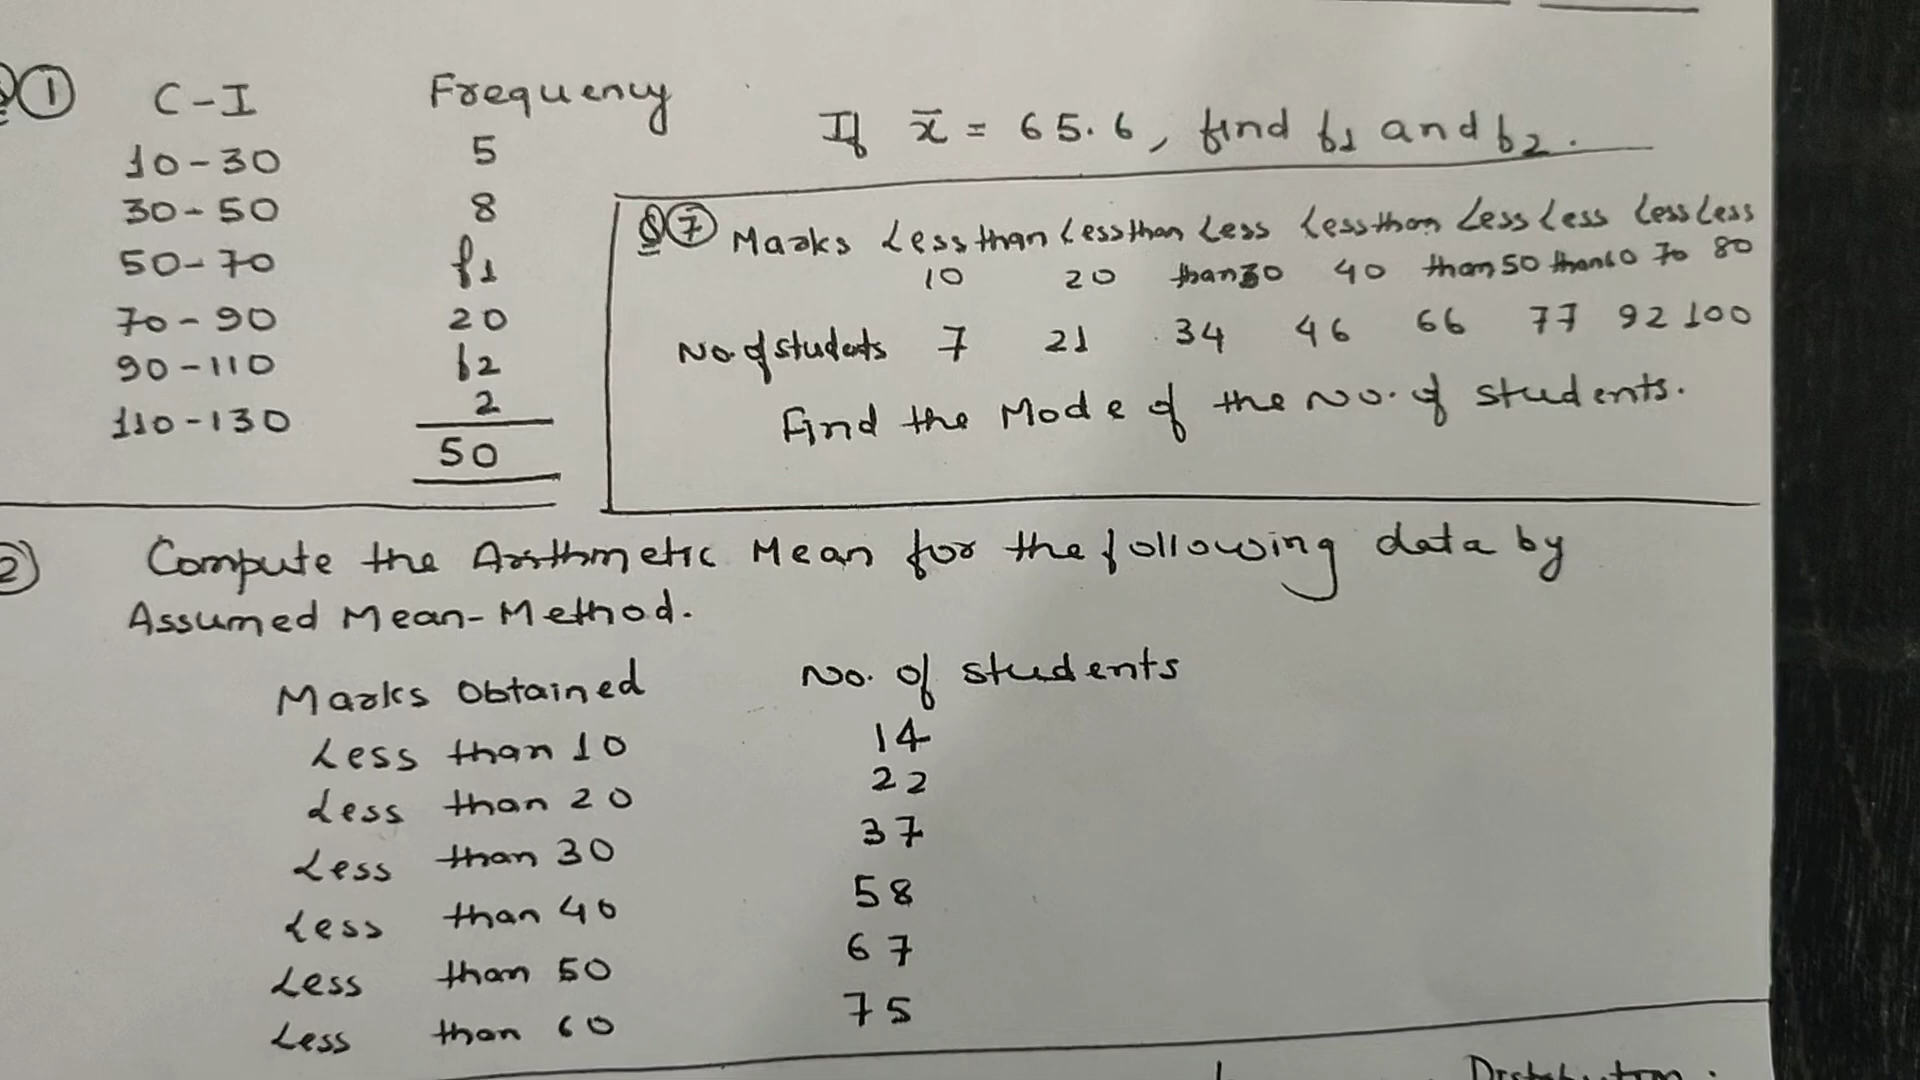 ① C-I Frequency
10-30 5
30-50 8
50-70 f1
70-90 20
90-110 f2
110-130 2
50
If x̄ = 65.6, find f1 and f2.
Q⑦ Marks Less than Less than Less Less than Less Less Less Less
10 20 than 30 40 than 50 than 60 70 80
No. of students 7 21 34 46 66 77 92 100
Find the Mode of the No. of students.
② Compute the Arithmetic Mean for the following data by
Assumed Mean-Method.
Marks Obtained No. of students
Less than 10 14
Less than 20 22
Less than 30 37
Less than 40 58
Less than 50 67
Less than 60 75